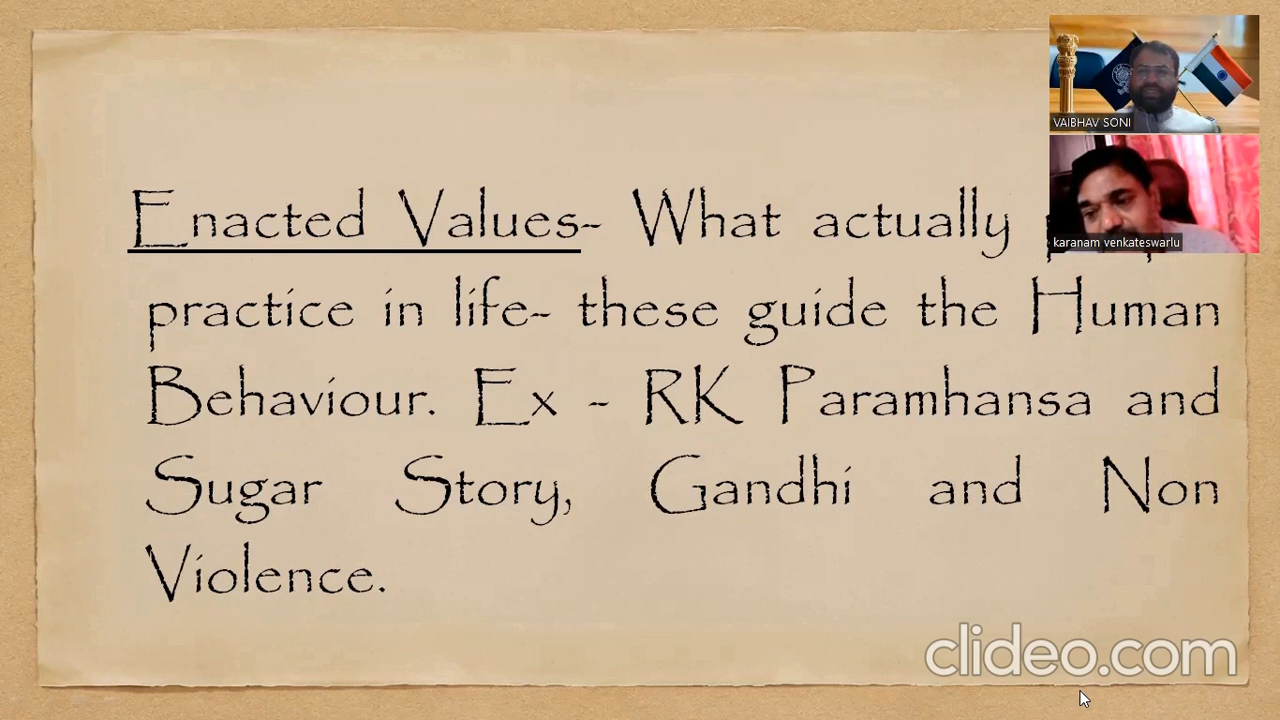 Enacted Values- What actually
practice in life- these guide the Human
Behaviour. Ex - RK Paramhansa and
Sugar Story, Gandhi and Non
Violence.
VAIBHAV SONI
karanam venkateswarlu
clideo.com